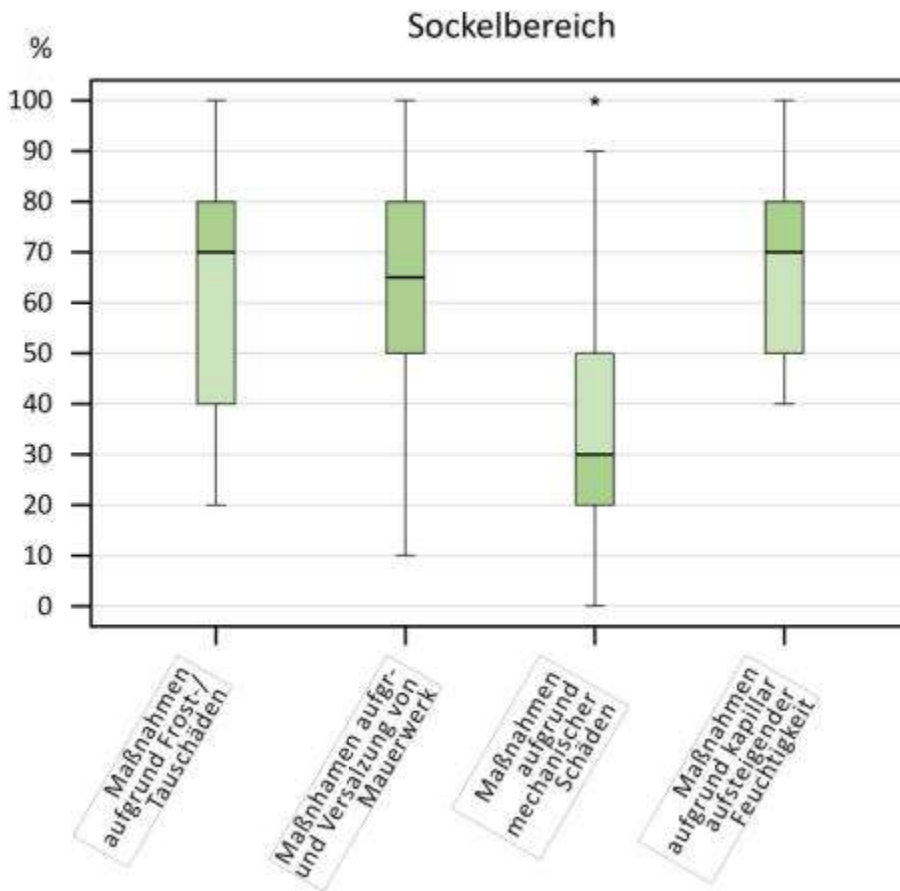 Sockelbereich
%
100
90
80
70
60
50
40
30
20
10
0
*
Maßnahmen
aufgrund Frost-/
Tauschäden
Maßnhamen aufgr-
und Versalzung von
Mauerwerk
Maßnahmen
aufgrund
mechanischer
Schäden
Maßnahmen
aufgrund kapillar
aufsteigender
Feuchtigkeit